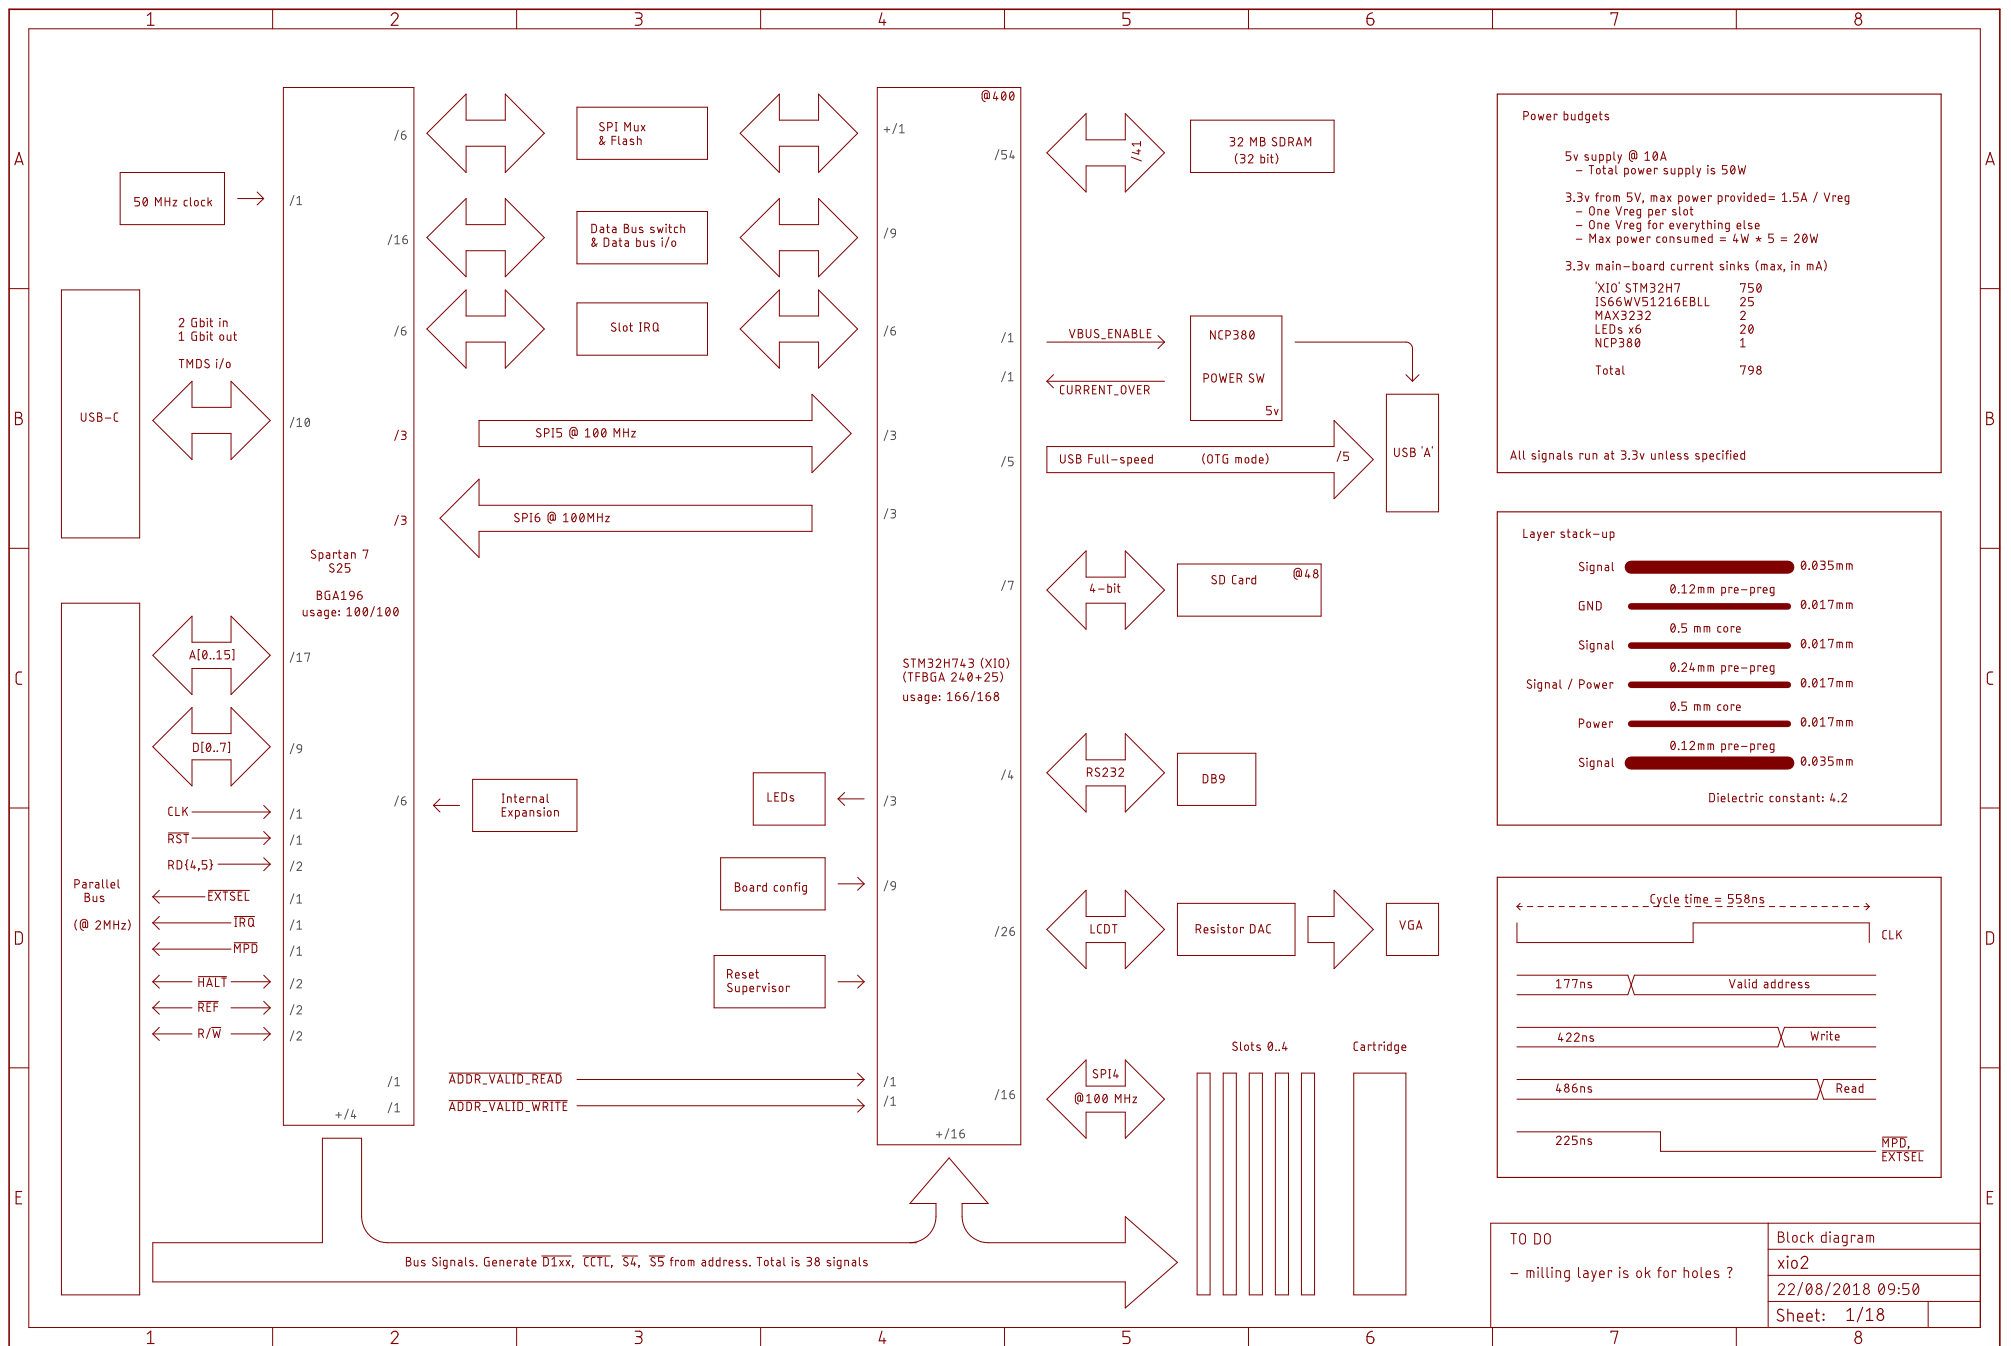 1 2 3 4 5 6 7 8
A
B
C
D
E
50 MHz clock
/1
USB-C
2 Gbit in
1 Gbit out
TMDS i/o
/10
Parallel
Bus
(@ 2MHz)
A[0..15]
/17
D[0..7]
/9
CLK
/1
RST
/1
RD{4,5}
/2
EXTSEL
/1
IRQ
/1
MPD
/1
HALT
/2
REF
/2
R/W
/2
Spartan 7
S25
BGA196
usage: 100/100
/6
/16
/6
/3
/3
/6
/1
/1
+/4
SPI Mux
& Flash
Data Bus switch
& Data bus i/o
Slot IRQ
SPI5 @ 100 MHz
SPI6 @ 100MHz
Internal
Expansion
LEDs
Board config
Reset
Supervisor
ADDR_VALID_READ
ADDR_VALID_WRITE
@400
+/1
/9
/6
/3
/3
/3
/9
/1
/1
STM32H743 (XIO)
(TFBGA 240+25)
usage: 166/168
/54
/1
/1
/5
/7
/4
/26
/16
+/16
/41
32 MB SDRAM
(32 bit)
VBUS_ENABLE
CURRENT_OVER
NCP380
POWER SW
5v
USB Full-speed (OTG mode)
/5
USB 'A'
4-bit
SD Card
@48
RS232
DB9
LCDT
Resistor DAC
VGA
SPI4
@100 MHz
Slots 0..4
Cartridge
Bus Signals. Generate D1xx, CCTL, S4, S5 from address. Total is 38 signals
Power budgets
5v supply @ 10A
- Total power supply is 50W
3.3v from 5V, max power provided= 1.5A / Vreg
- One Vreg per slot
- One Vreg for everything else
- Max power consumed = 4W * 5 = 20W
3.3v main-board current sinks (max, in mA)
'XIO' STM32H7 750
IS66WV51216EBLL 25
MAX3232 2
LEDs x6 20
NCP380 1
Total 798
All signals run at 3.3v unless specified
Layer stack-up
Signal 0.035mm
0.12mm pre-preg
GND 0.017mm
0.5 mm core
Signal 0.017mm
0.24mm pre-preg
Signal / Power 0.017mm
0.5 mm core
Power 0.017mm
0.12mm pre-preg
Signal 0.035mm
Dielectric constant: 4.2
Cycle time = 558ns
CLK
177ns Valid address
422ns Write
486ns Read
225ns
MPD,
EXTSEL
TO DO
- milling layer is ok for holes ?
Block diagram
xio2
22/08/2018 09:50
Sheet: 1/18
A
B
C
D
E
1 2 3 4 5 6 7 8